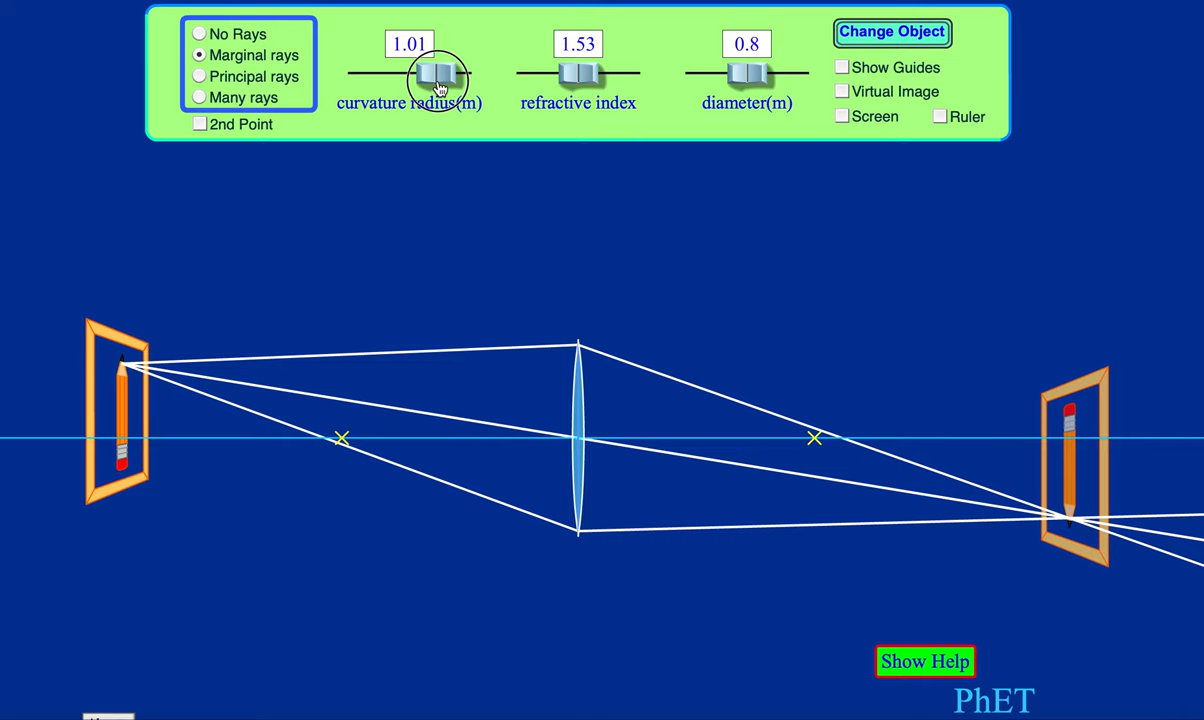 No Rays
Marginal rays
Principal rays
Many rays
2nd Point
1.01
curvature radius(m)
1.53
refractive index
0.8
diameter(m)
Change Object
Show Guides
Virtual Image
Screen
Ruler
Show Help
PhET